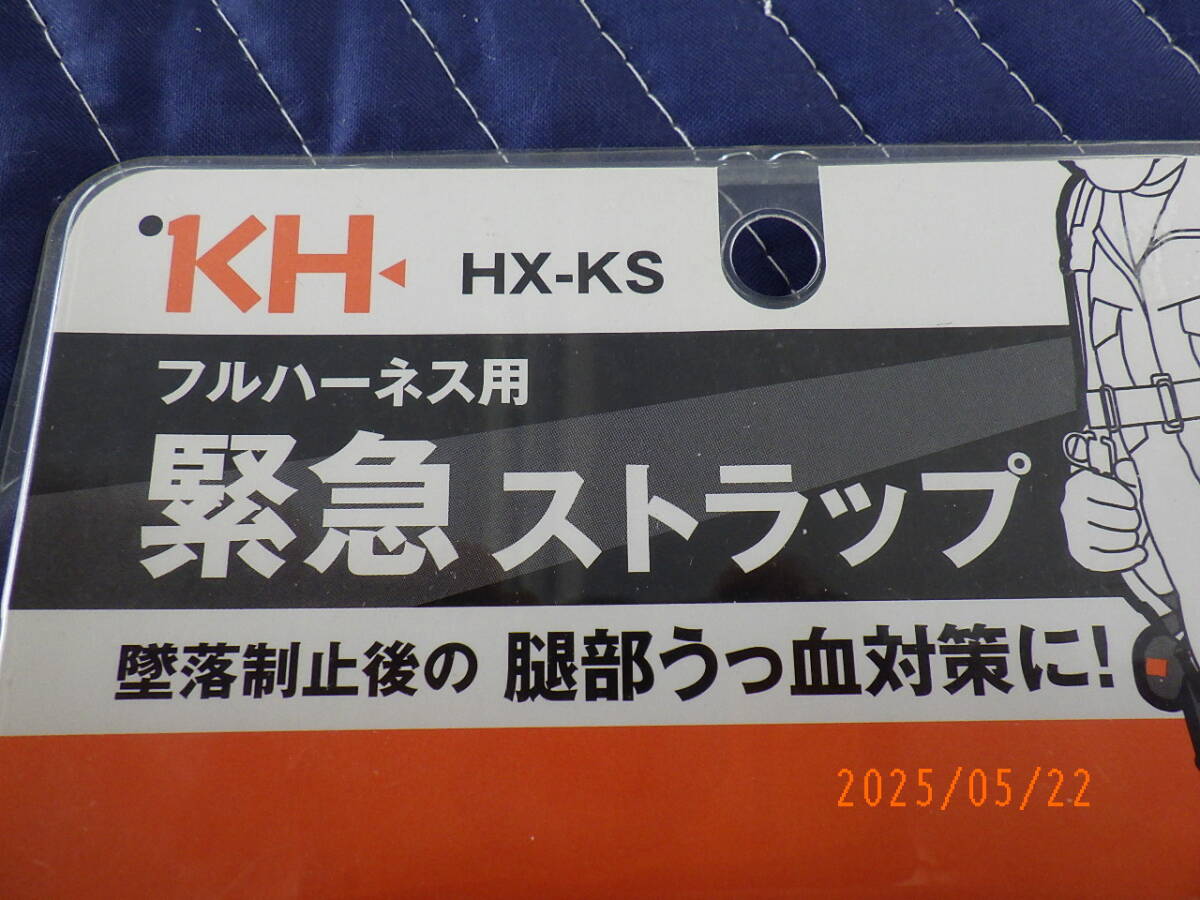 KH HX-KS
フルハーネス用
緊急ストラップ
墜落制止後の 腿部うっ血対策に!
2025/05/22